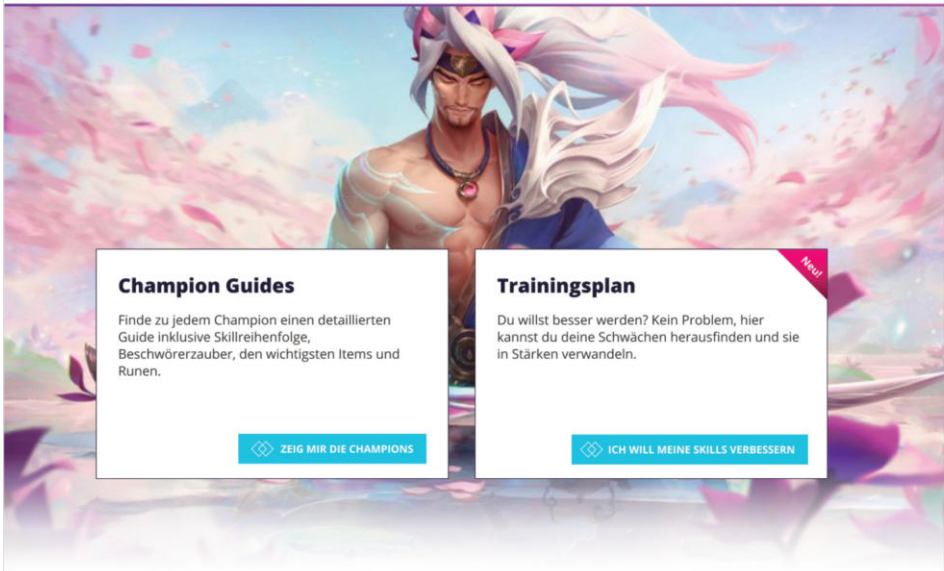 Champion Guides
Finde zu jedem Champion einen detaillierten
Guide inklusive Skillreihenfolge,
Beschwörerzauber, den wichtigsten Items und
Runen.
ZEIG MIR DIE CHAMPIONS
Neu!
Trainingsplan
Du willst besser werden? Kein Problem, hier
kannst du deine Schwächen herausfinden und sie
in Stärken verwandeln.
ICH WILL MEINE SKILLS VERBESSERN